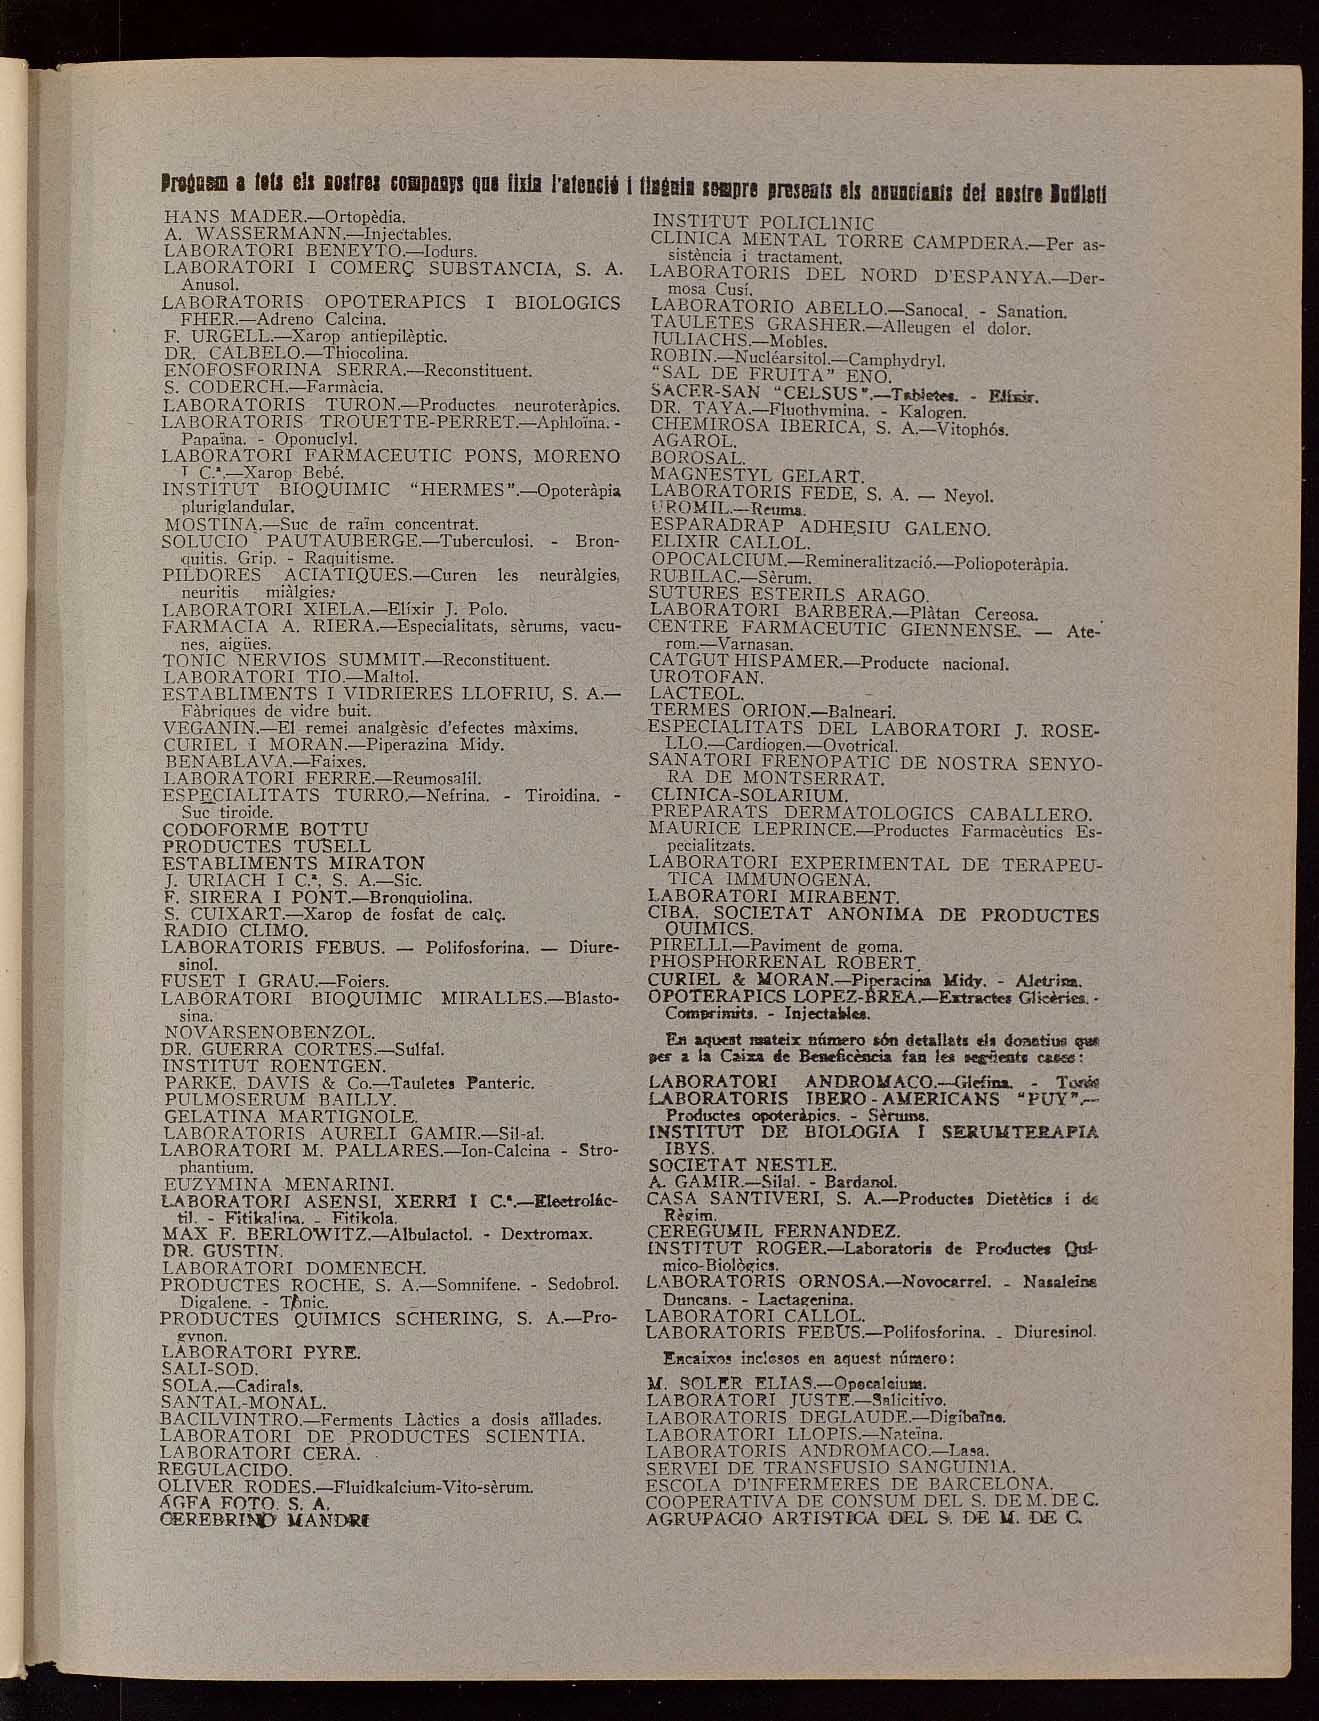 Preguem a tots els nostres companys que fixin l'atenció i tinguin sempre presents els anunciants del nostre Butlletí
HANS MADER.—Ortopèdia.
A. WASSERMANN.—Injectables.
LABORATORI BENEYTO.—Iodurs.
LABORATORI I COMERÇ SUBSTANCIA, S. A.
Anusol.
LABORATORIS OPOTERAPICS I BIOLOGICS
FHER.—Adreno Calcina.
F. URGELL.—Xarop antiepilèptic.
DR. CALBELO.—Thiocolina.
ENOFOSFORINA SERRA.—Reconstituent.
S. CODERCH.—Farmàcia.
LABORATORIS TURON.—Productes neuroteràpics.
LABORATORIS TROUETTE-PERRET.—Aphloïna. -
Papaïna. - Oponuclyl.
LABORATORI FARMACEUTIC PONS, MORENO
I C.ª.—Xarop Bebé.
INSTITUT BIOQUIMIC “HERMES”.—Opoteràpia
pluriglandular.
MOSTINA.—Suc de raïm concentrat.
SOLUCIO PAUTAUBERGE.—Tuberculosi. - Bron-
quitis. Grip. - Raquitisme.
PILDORES ACIATIQUES.—Curen les neuràlgies,
neuritis miàlgies.
LABORATORI XIELA.—Elíxir J. Polo.
FARMACIA A. RIERA.—Especialitats, sèrums, vacu-
nes, aigües.
TONIC NERVIOS SUMMIT.—Reconstituent.
LABORATORI TIO.—Maltol.
ESTABLIMENTS I VIDRIERES LLOFRIU, S. A.—
Fàbriques de vidre buit.
VEGANIN.—El remei analgèsic d'efectes màxims.
CURIEL I MORAN.—Piperazina Midy.
BENABLAVA.—Faixes.
LABORATORI FERRE.—Reumosalil.
ESPECIALITATS TURRO.—Nefrina. - Tiroidina. -
Suc tiroide.
CODOFORME BOTTU
PRODUCTES TUSELL
ESTABLIMENTS MIRATON
J. URIACH I C.ª, S. A.—Sic.
F. SIRERA I PONT.—Bronquiolina.
S. CUIXART.—Xarop de fosfat de calç.
RADIO CLIMO.
LABORATORIS FEBUS. — Polifosforina. — Diure-
sinol.
FUSET I GRAU.—Foiers.
LABORATORI BIOQUIMIC MIRALLES.—Blasto-
sina.
NOVARSENOBENZOL.
DR. GUERRA CORTES.—Sulfal.
INSTITUT ROENTGEN.
PARKE, DAVIS & Co.—Tauletes Panteric.
PULMOSERUM BAILLY.
GELATINA MARTIGNOLE.
LABORATORIS AURELI GAMIR.—Sil-al.
LABORATORI M. PALLARES.—Ion-Calcina - Stro-
phantium.
EUZYMINA MENARINI.
LABORATORI ASENSI, XERRI I C.ª.—Electrolác-
til. - Fitikalina. - Fitikola.
MAX F. BERLOWITZ.—Albulactol. - Dextromax.
DR. GUSTIN.
LABORATORI DOMENECH.
PRODUCTES ROCHE, S. A.—Somnifene. - Sedobrol.
Digalene. - Tònic.
PRODUCTES QUIMICS SCHERING, S. A.—Pro-
gynon.
LABORATORI PYRE.
SALI-SOD.
SOLA.—Cadirals.
SANTAL-MONAL.
BACILVINTRO.—Ferments Làctics a dosis aïllades.
LABORATORI DE PRODUCTES SCIENTIA.
LABORATORI CERA.
REGULACIDO.
OLIVER RODES.—Fluidkalcium-Vito-sèrum.
AGFA FOTO. S. A.
CEREBRINO MANDRI
INSTITUT POLICLINIC
CLINICA MENTAL TORRE CAMPDERA.—Per as-
sistència i tractament.
LABORATORIS DEL NORD D'ESPANYA.—Der-
mosa Cusí.
LABORATORIO ABELLO.—Sanocal. - Sanation.
TAULETES GRASHER.—Alleugen el dolor.
JULIACHS.—Mobles.
ROBIN.—Nucléarsitol.—Camphydryl.
“SAL DE FRUITA” ENO.
SACER-SAN “CELSUS”.—Tabletes. - Elíxir.
DR. TAYA.—Fluothymina. - Kalogen.
CHEMIROSA IBERICA, S. A.—Vitophós.
AGAROL.
BOROSAL.
MAGNESTYL GELART.
LABORATORIS FEDE, S. A. — Neyol.
UROMIL.—Reuma.
ESPARADRAP ADHESIU GALENO.
ELIXIR CALLOL.
OPOCALCIUM.—Remineralització.—Poliopoteràpia.
RUBILAC.—Sèrum.
SUTURES ESTERILS ARAGO.
LABORATORI BARBERA.—Plàtan Cereosa.
CENTRE FARMACEUTIC GIENNENSE. — Ate-
rom.—Varnasan.
CATGUT HISPAMER.—Producte nacional.
UROTOFAN.
LACTEOL.
TERMES ORION.—Balneari.
ESPECIALITATS DEL LABORATORI J. ROSE-
LLO.—Cardiogen.—Ovotrical.
SANATORI FRENOPATIC DE NOSTRA SENYO-
RA DE MONTSERRAT.
CLINICA-SOLARIUM.
PREPARATS DERMATOLOGICS CABALLERO.
MAURICE LEPRINCE.—Productes Farmacèutics Es-
pecialitzats.
LABORATORI EXPERIMENTAL DE TERAPEU-
TICA IMMUNOGENA.
LABORATORI MIRABENT.
CIBA. SOCIETAT ANONIMA DE PRODUCTES
QUIMICS.
PIRELLI.—Paviment de goma.
PHOSPHORRENAL ROBERT.
CURIEL & MORAN.—Piperacina Midy. - Aletrina.
OPOTERAPICS LOPEZ-BREA.—Extractes Glicèries. -
Comprimits. - Injectables.
En aquest mateix número són detallats els donatius que
per a la Caixa de Beneficència fan les següents cases:
LABORATORI ANDROMACO.—Glefina. - Tonís
LABORATORIS IBERO-AMERICANS “PUY”.—
Productes opoteràpics. - Sèrums.
INSTITUT DE BIOLOGIA I SERUMTERAPIA
IBYS.
SOCIETAT NESTLE.
A. GAMIR.—Silal. - Bardanol.
CASA SANTIVERI, S. A.—Productes Dietètics i de
Règim.
CEREGUMIL FERNANDEZ.
INSTITUT ROGER.—Laboratoris de Productes Quí-
mico-Biològics.
LABORATORIS ORNOSA.—Novocarrel. - Nasaleine
Duncans. - Lactagenina.
LABORATORI CALLOL.
LABORATORIS FEBUS.—Polifosforina. - Diuresinol.
Encaixos inclosos en aquest número:
M. SOLER ELIAS.—Opocalcium.
LABORATORI JUSTE.—Salicitivo.
LABORATORIS DEGLAUDE.—Digibaïne.
LABORATORI LLOPIS.—Nateïna.
LABORATORIS ANDROMACO.—Lasa.
SERVEI DE TRANSFUSIO SANGUINIA.
ESCOLA D'INFERMERES DE BARCELONA.
COOPERATIVA DE CONSUM DEL S. DE M. DE C.
AGRUPACIO ARTISTICA DEL S. DE M. DE C.